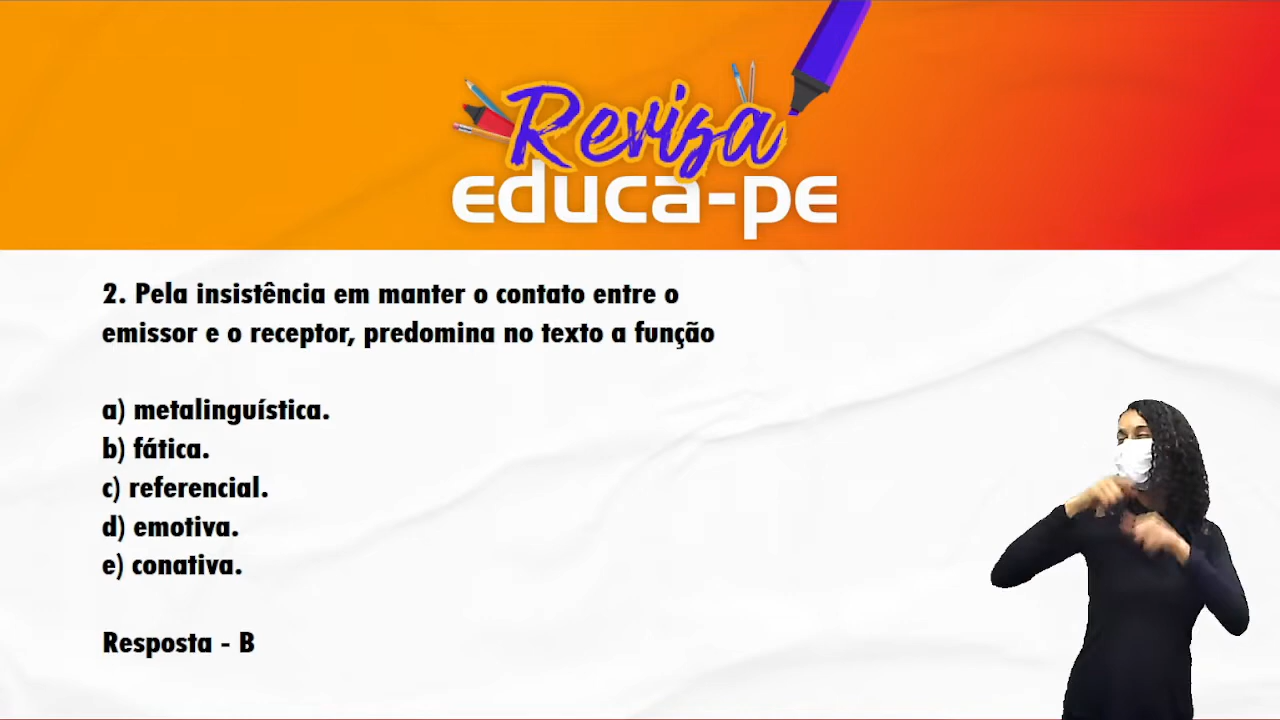 Revisa
educa-PE
2. Pela insistência em manter o contato entre o
emissor e o receptor, predomina no texto a função
a) metalinguística.
b) fática.
c) referencial.
d) emotiva.
e) conativa.
Resposta - B